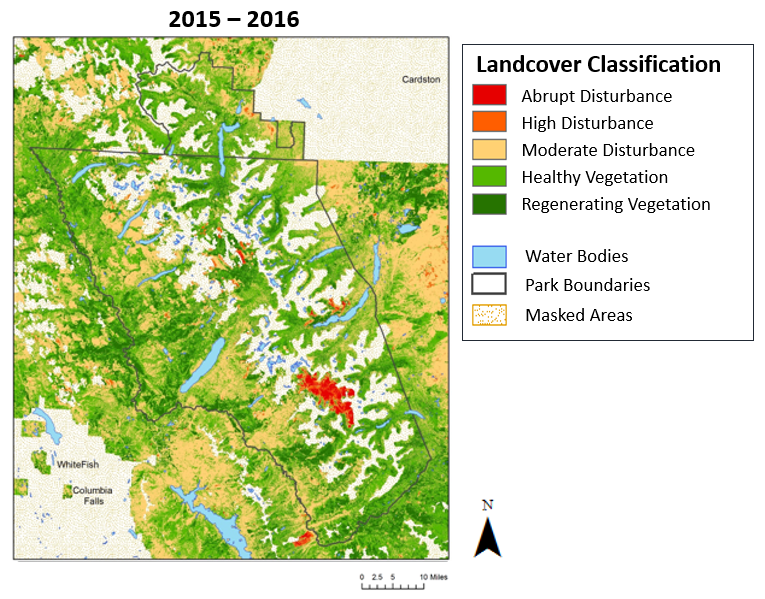 2015 – 2016
Cardston
WhiteFish
Columbia
Falls
Landcover Classification
Abrupt Disturbance
High Disturbance
Moderate Disturbance
Healthy Vegetation
Regenerating Vegetation
Water Bodies
Park Boundaries
Masked Areas
N
0 2.5 5 10 Miles